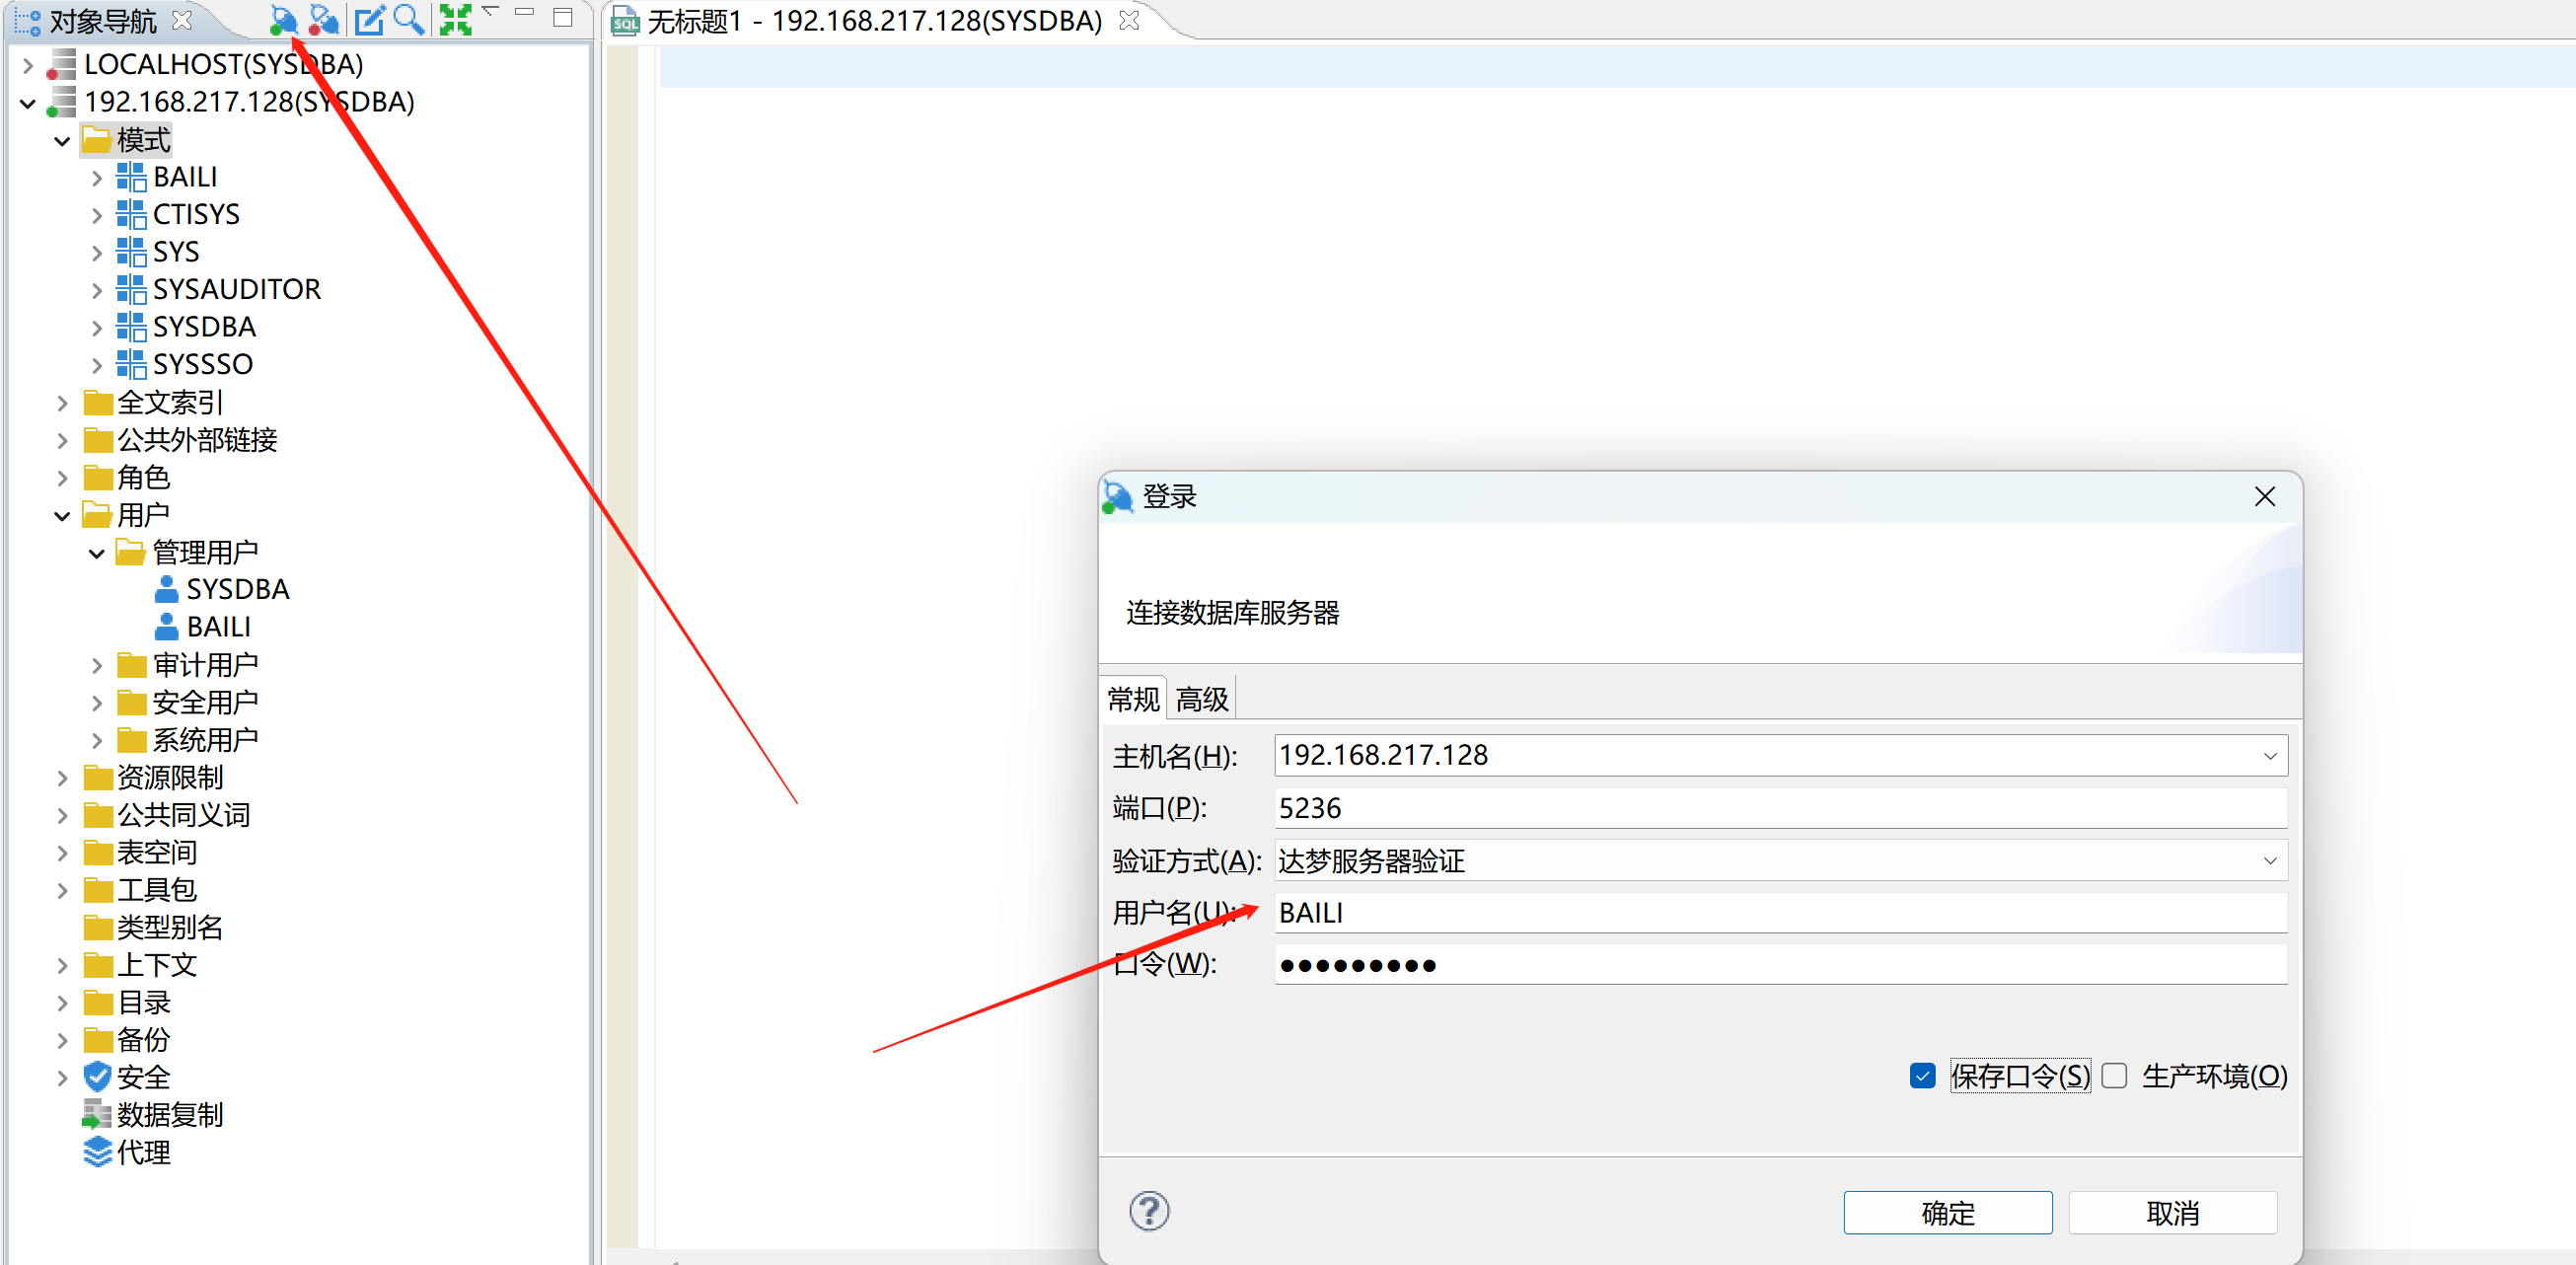 对象导航
LOCALHOST(SYSDBA)
192.168.217.128(SYSDBA)
模式
BAILI
CTISYS
SYS
SYSAUDITOR
SYSDBA
SYSSSO
全文索引
公共外部链接
角色
用户
管理用户
SYSDBA
BAILI
审计用户
安全用户
系统用户
资源限制
公共同义词
表空间
工具包
类型别名
上下文
目录
备份
安全
数据复制
代理
SQL 无标题1 - 192.168.217.128(SYSDBA)
登录
连接数据库服务器
常规 高级
主机名(H): 192.168.217.128
端口(P): 5236
验证方式(A): 达梦服务器验证
用户名(U): BAILI
口令(W): ●●●●●●●●●
保存口令(S) 生产环境(O)
确定 取消